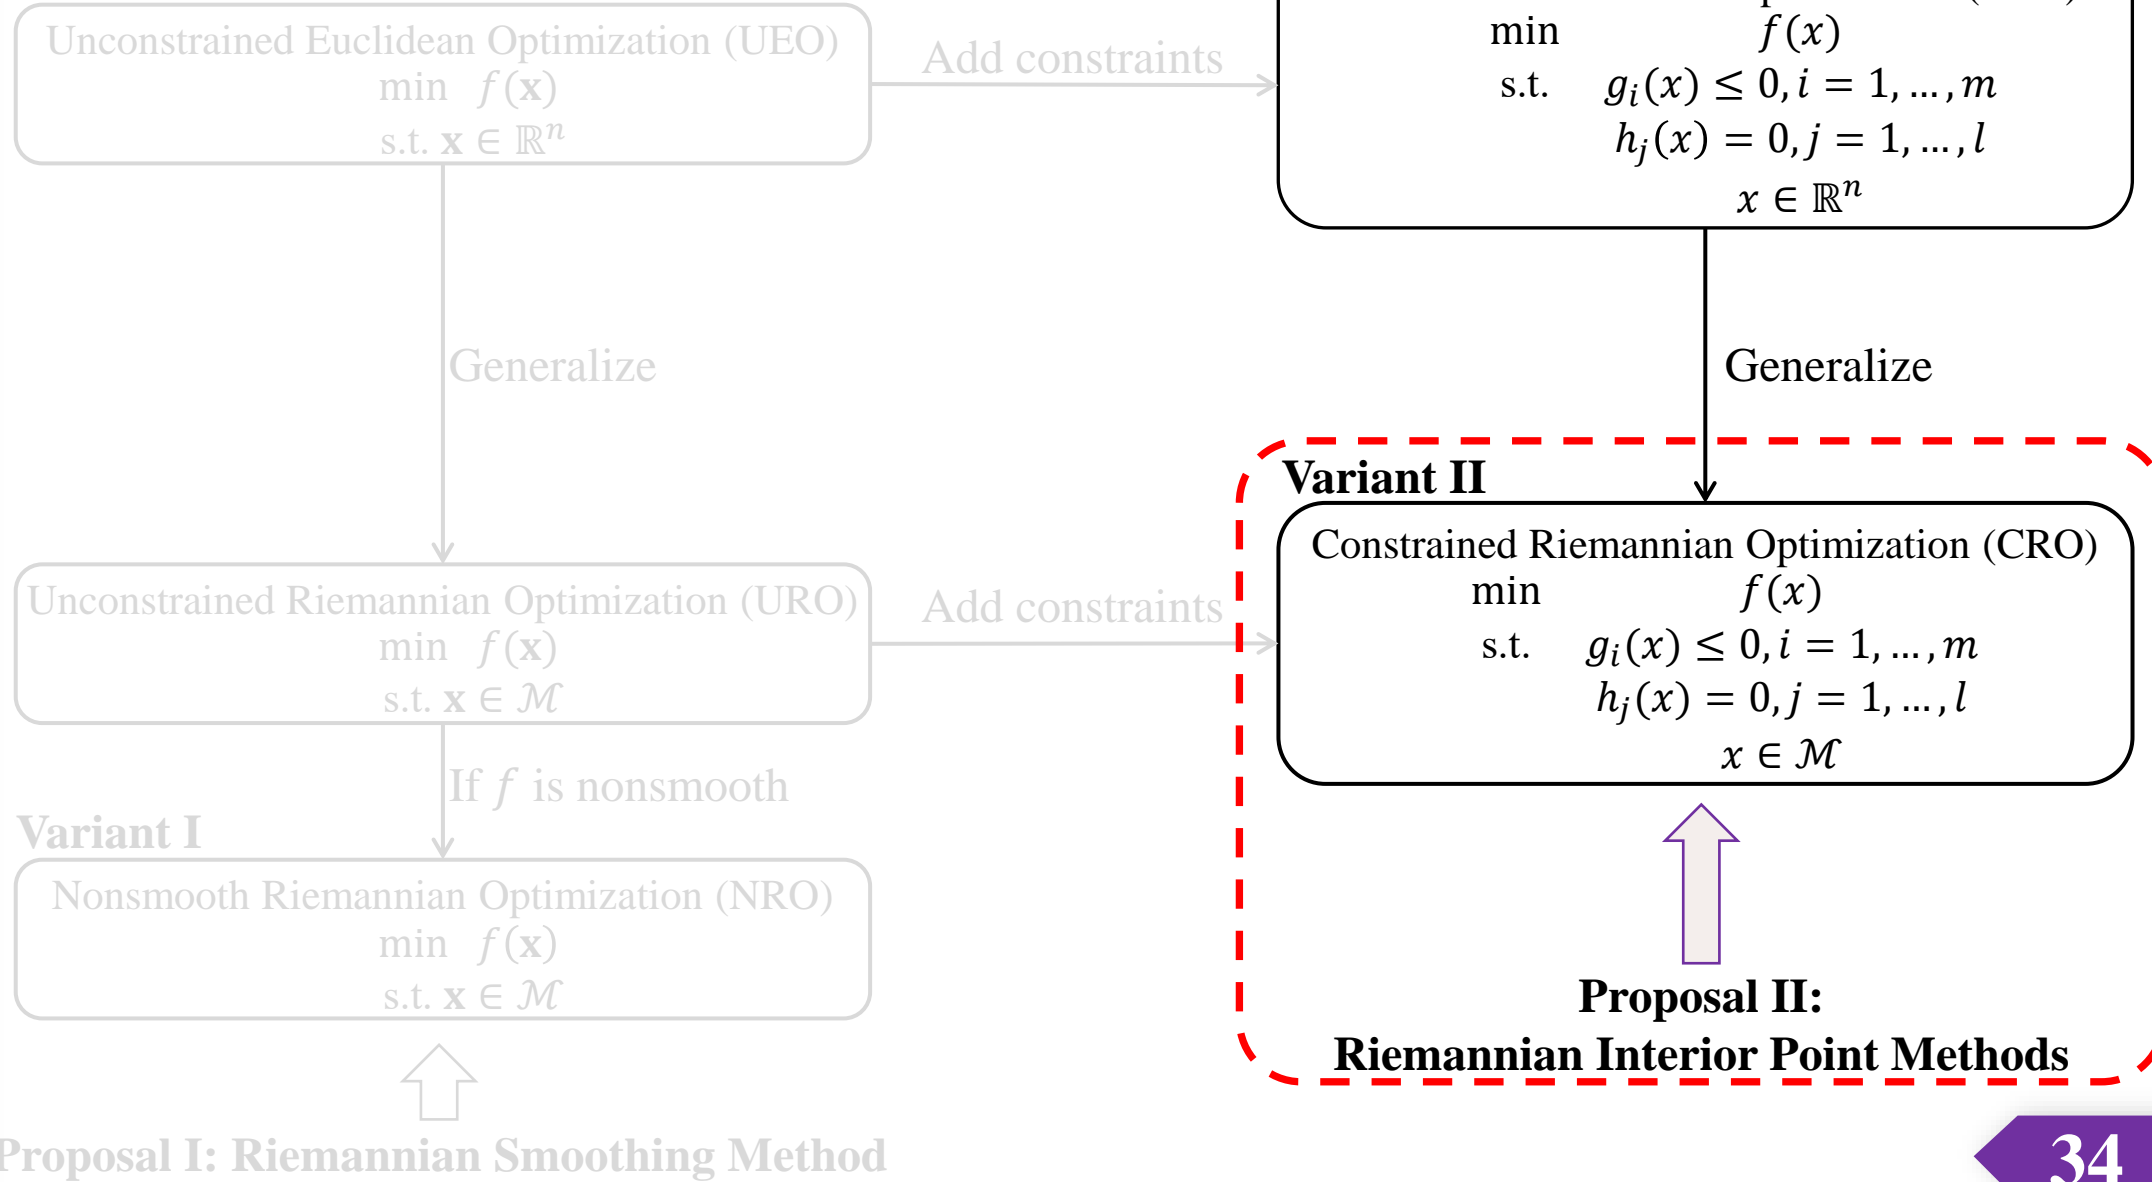 Unconstrained Euclidean Optimization (UEO)
min f(𝐱)
s.t. 𝐱 ∈ ℝⁿ
Add constraints
min f(x)
s.t. gᵢ(x) ≤ 0, i = 1, …, m
hⱼ(x) = 0, j = 1, …, l
x ∈ ℝⁿ
Generalize
Generalize
Variant II
Constrained Riemannian Optimization (CRO)
min f(x)
s.t. gᵢ(x) ≤ 0, i = 1, …, m
hⱼ(x) = 0, j = 1, …, l
x ∈ ℳ
Unconstrained Riemannian Optimization (URO)
min f(𝐱)
s.t. 𝐱 ∈ ℳ
Add constraints
If f is nonsmooth
Variant I
Nonsmooth Riemannian Optimization (NRO)
min f(𝐱)
s.t. 𝐱 ∈ ℳ
Proposal II:
Riemannian Interior Point Methods
Proposal I: Riemannian Smoothing Method
34